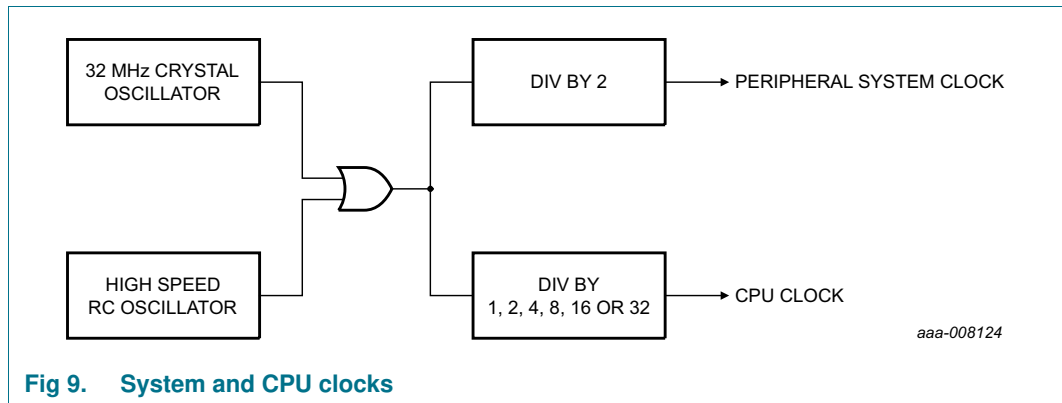 32 MHz CRYSTAL
OSCILLATOR
DIV BY 2
PERIPHERAL SYSTEM CLOCK
HIGH SPEED
RC OSCILLATOR
DIV BY
1, 2, 4, 8, 16 OR 32
CPU CLOCK
aaa-008124
Fig 9. System and CPU clocks